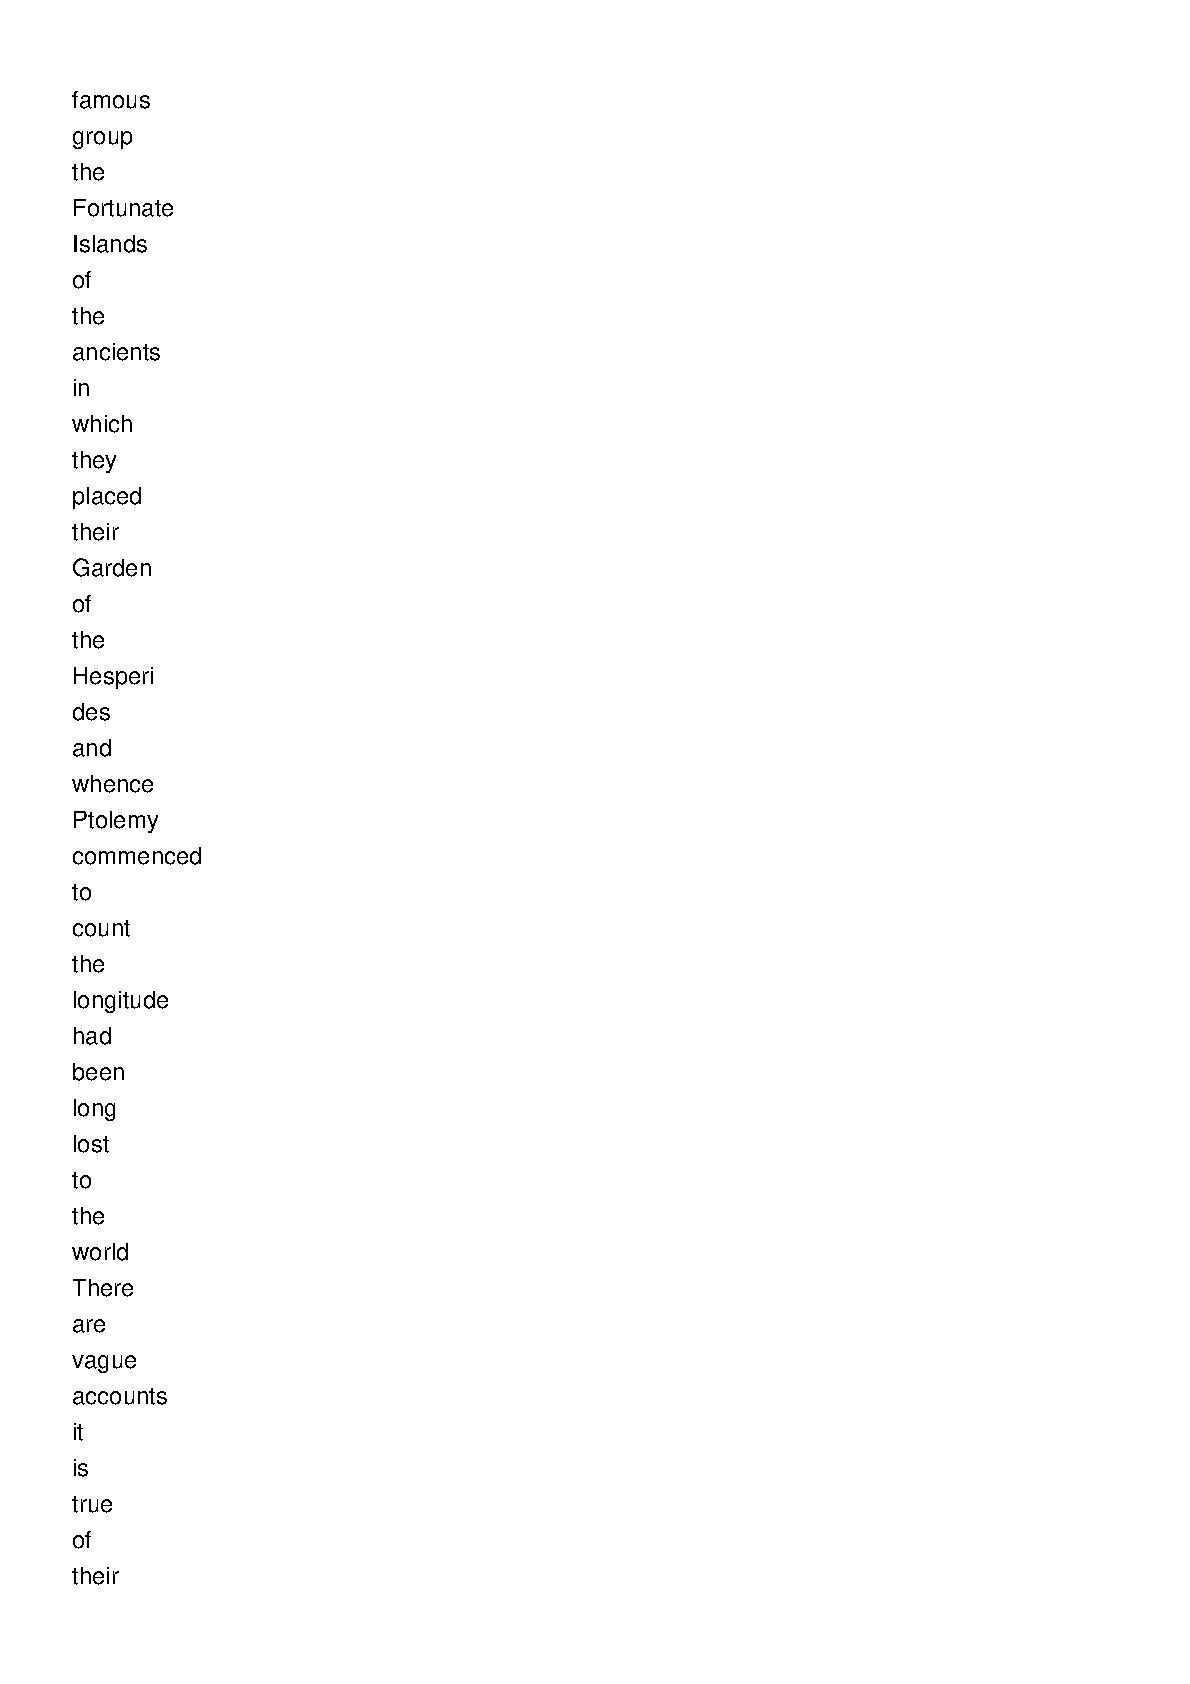 famous
group
the
Fortunate
Islands
of
the
ancients
in
which
they
placed
their
Garden
of
the
Hesperi
des
and
whence
Ptolemy
commenced
to
count
the
longitude
had
been
long
lost
to
the
world
There
are
vague
accounts
it
is
true
of
their